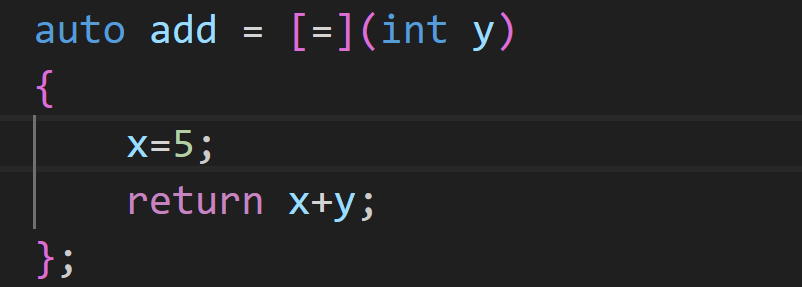 auto add = [=](int y)
{
    x=5;
    return x+y;
};